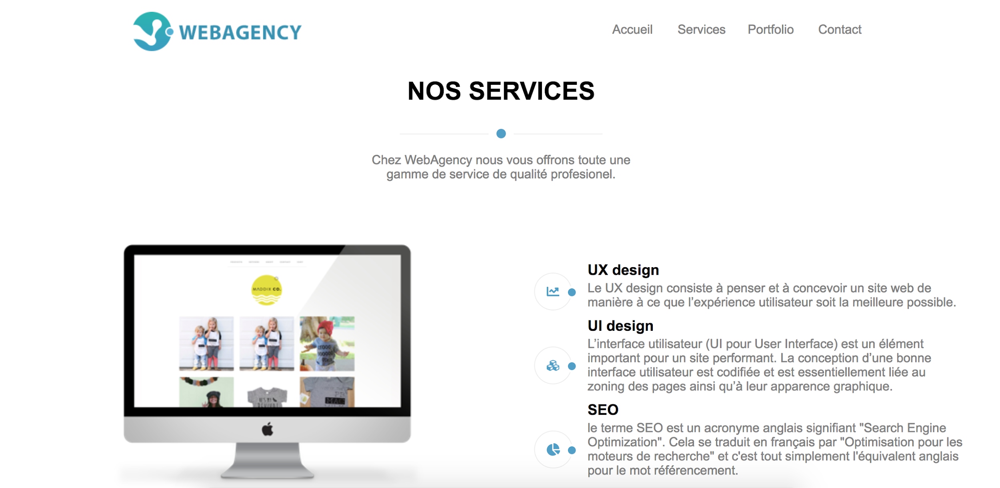 WEBAGENCY
Accueil Services Portfolio Contact
NOS SERVICES
Chez WebAgency nous vous offrons toute une
gamme de service de qualité profesionel.
MADDIX CO.
UX design
Le UX design consiste à penser et à concevoir un site web de
manière à ce que l’expérience utilisateur soit la meilleure possible.
UI design
L’interface utilisateur (UI pour User Interface) est un élément
important pour un site performant. La conception d’une bonne
interface utilisateur est codifiée et est essentiellement liée au
zoning des pages ainsi qu’à leur apparence graphique.
SEO
le terme SEO est un acronyme anglais signifiant "Search Engine
Optimization". Cela se traduit en français par "Optimisation pour les
moteurs de recherche" et c'est tout simplement l'équivalent anglais
pour le mot référencement.